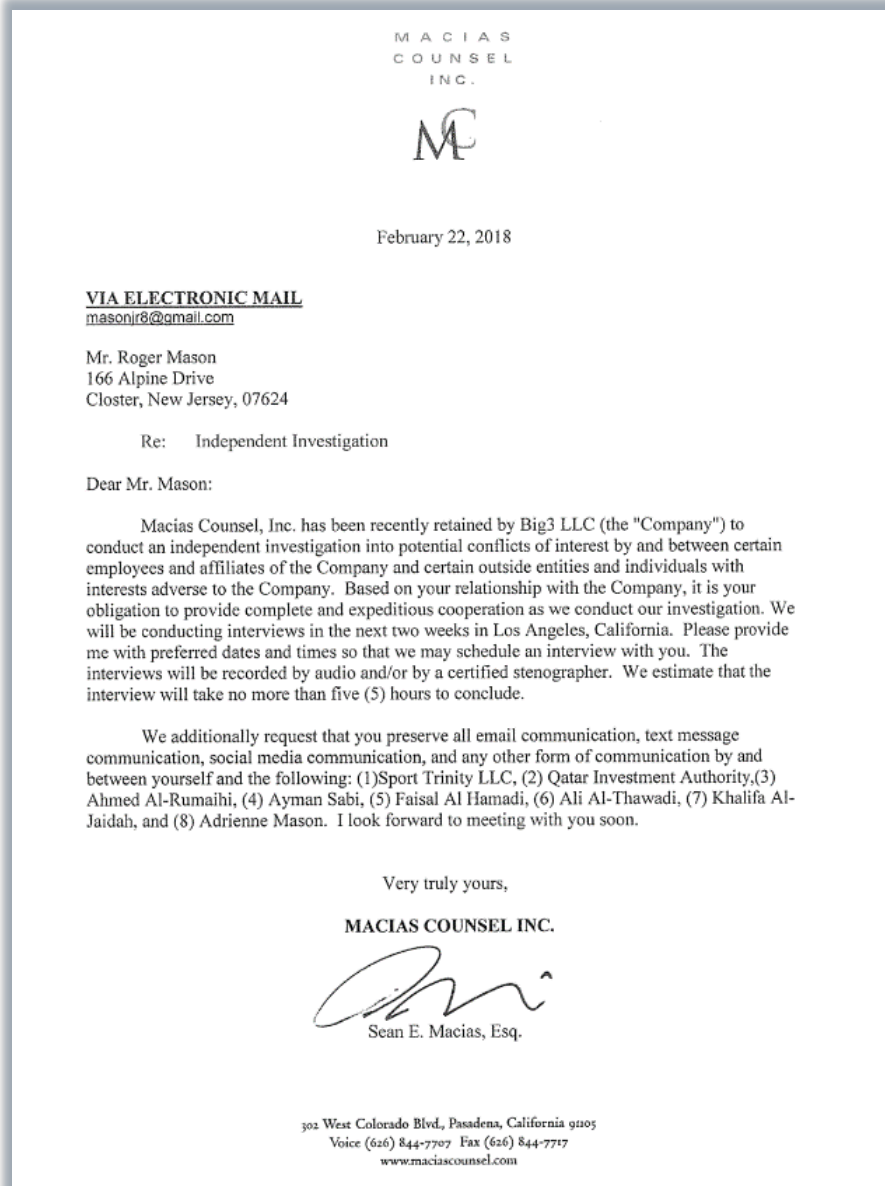 MACIAS
COUNSEL
INC.
MC
February 22, 2018
VIA ELECTRONIC MAIL
masonjr8@gmail.com
Mr. Roger Mason
166 Alpine Drive
Closter, New Jersey, 07624
Re: Independent Investigation
Dear Mr. Mason:
Macias Counsel, Inc. has been recently retained by Big3 LLC (the "Company") to
conduct an independent investigation into potential conflicts of interest by and between certain
employees and affiliates of the Company and certain outside entities and individuals with
interests adverse to the Company. Based on your relationship with the Company, it is your
obligation to provide complete and expeditious cooperation as we conduct our investigation. We
will be conducting interviews in the next two weeks in Los Angeles, California. Please provide
me with preferred dates and times so that we may schedule an interview with you. The
interviews will be recorded by audio and/or by a certified stenographer. We estimate that the
interview will take no more than five (5) hours to conclude.
We additionally request that you preserve all email communication, text message
communication, social media communication, and any other form of communication by and
between yourself and the following: (1)Sport Trinity LLC, (2) Qatar Investment Authority,(3)
Ahmed Al-Rumaihi, (4) Ayman Sabi, (5) Faisal Al Hamadi, (6) Ali Al-Thawadi, (7) Khalifa Al-
Jaidah, and (8) Adrienne Mason. I look forward to meeting with you soon.
Very truly yours,
MACIAS COUNSEL INC.
Sean E. Macias, Esq.
302 West Colorado Blvd., Pasadena, California 91105
Voice (626) 844-7707 Fax (626) 844-7717
www.maciascounsel.com